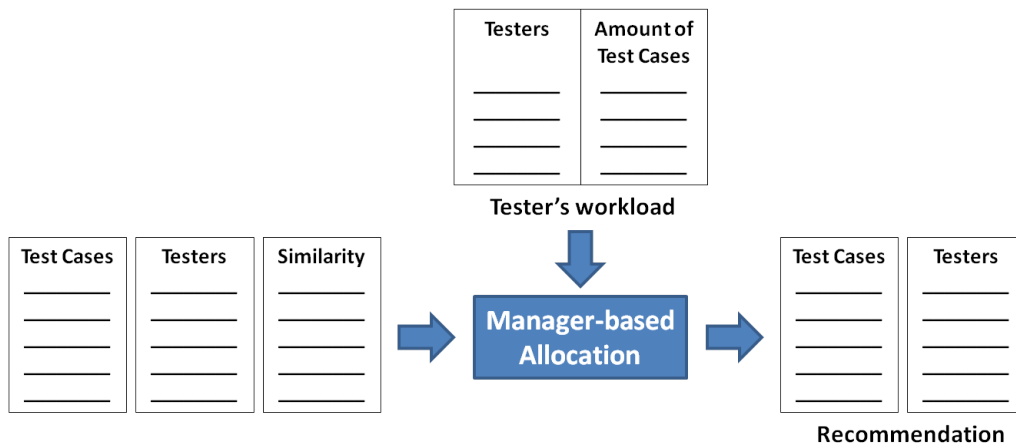 Testers
Amount of
Test Cases
Tester's workload
Test Cases
Testers
Similarity
Manager-based
Allocation
Test Cases
Testers
Recommendation